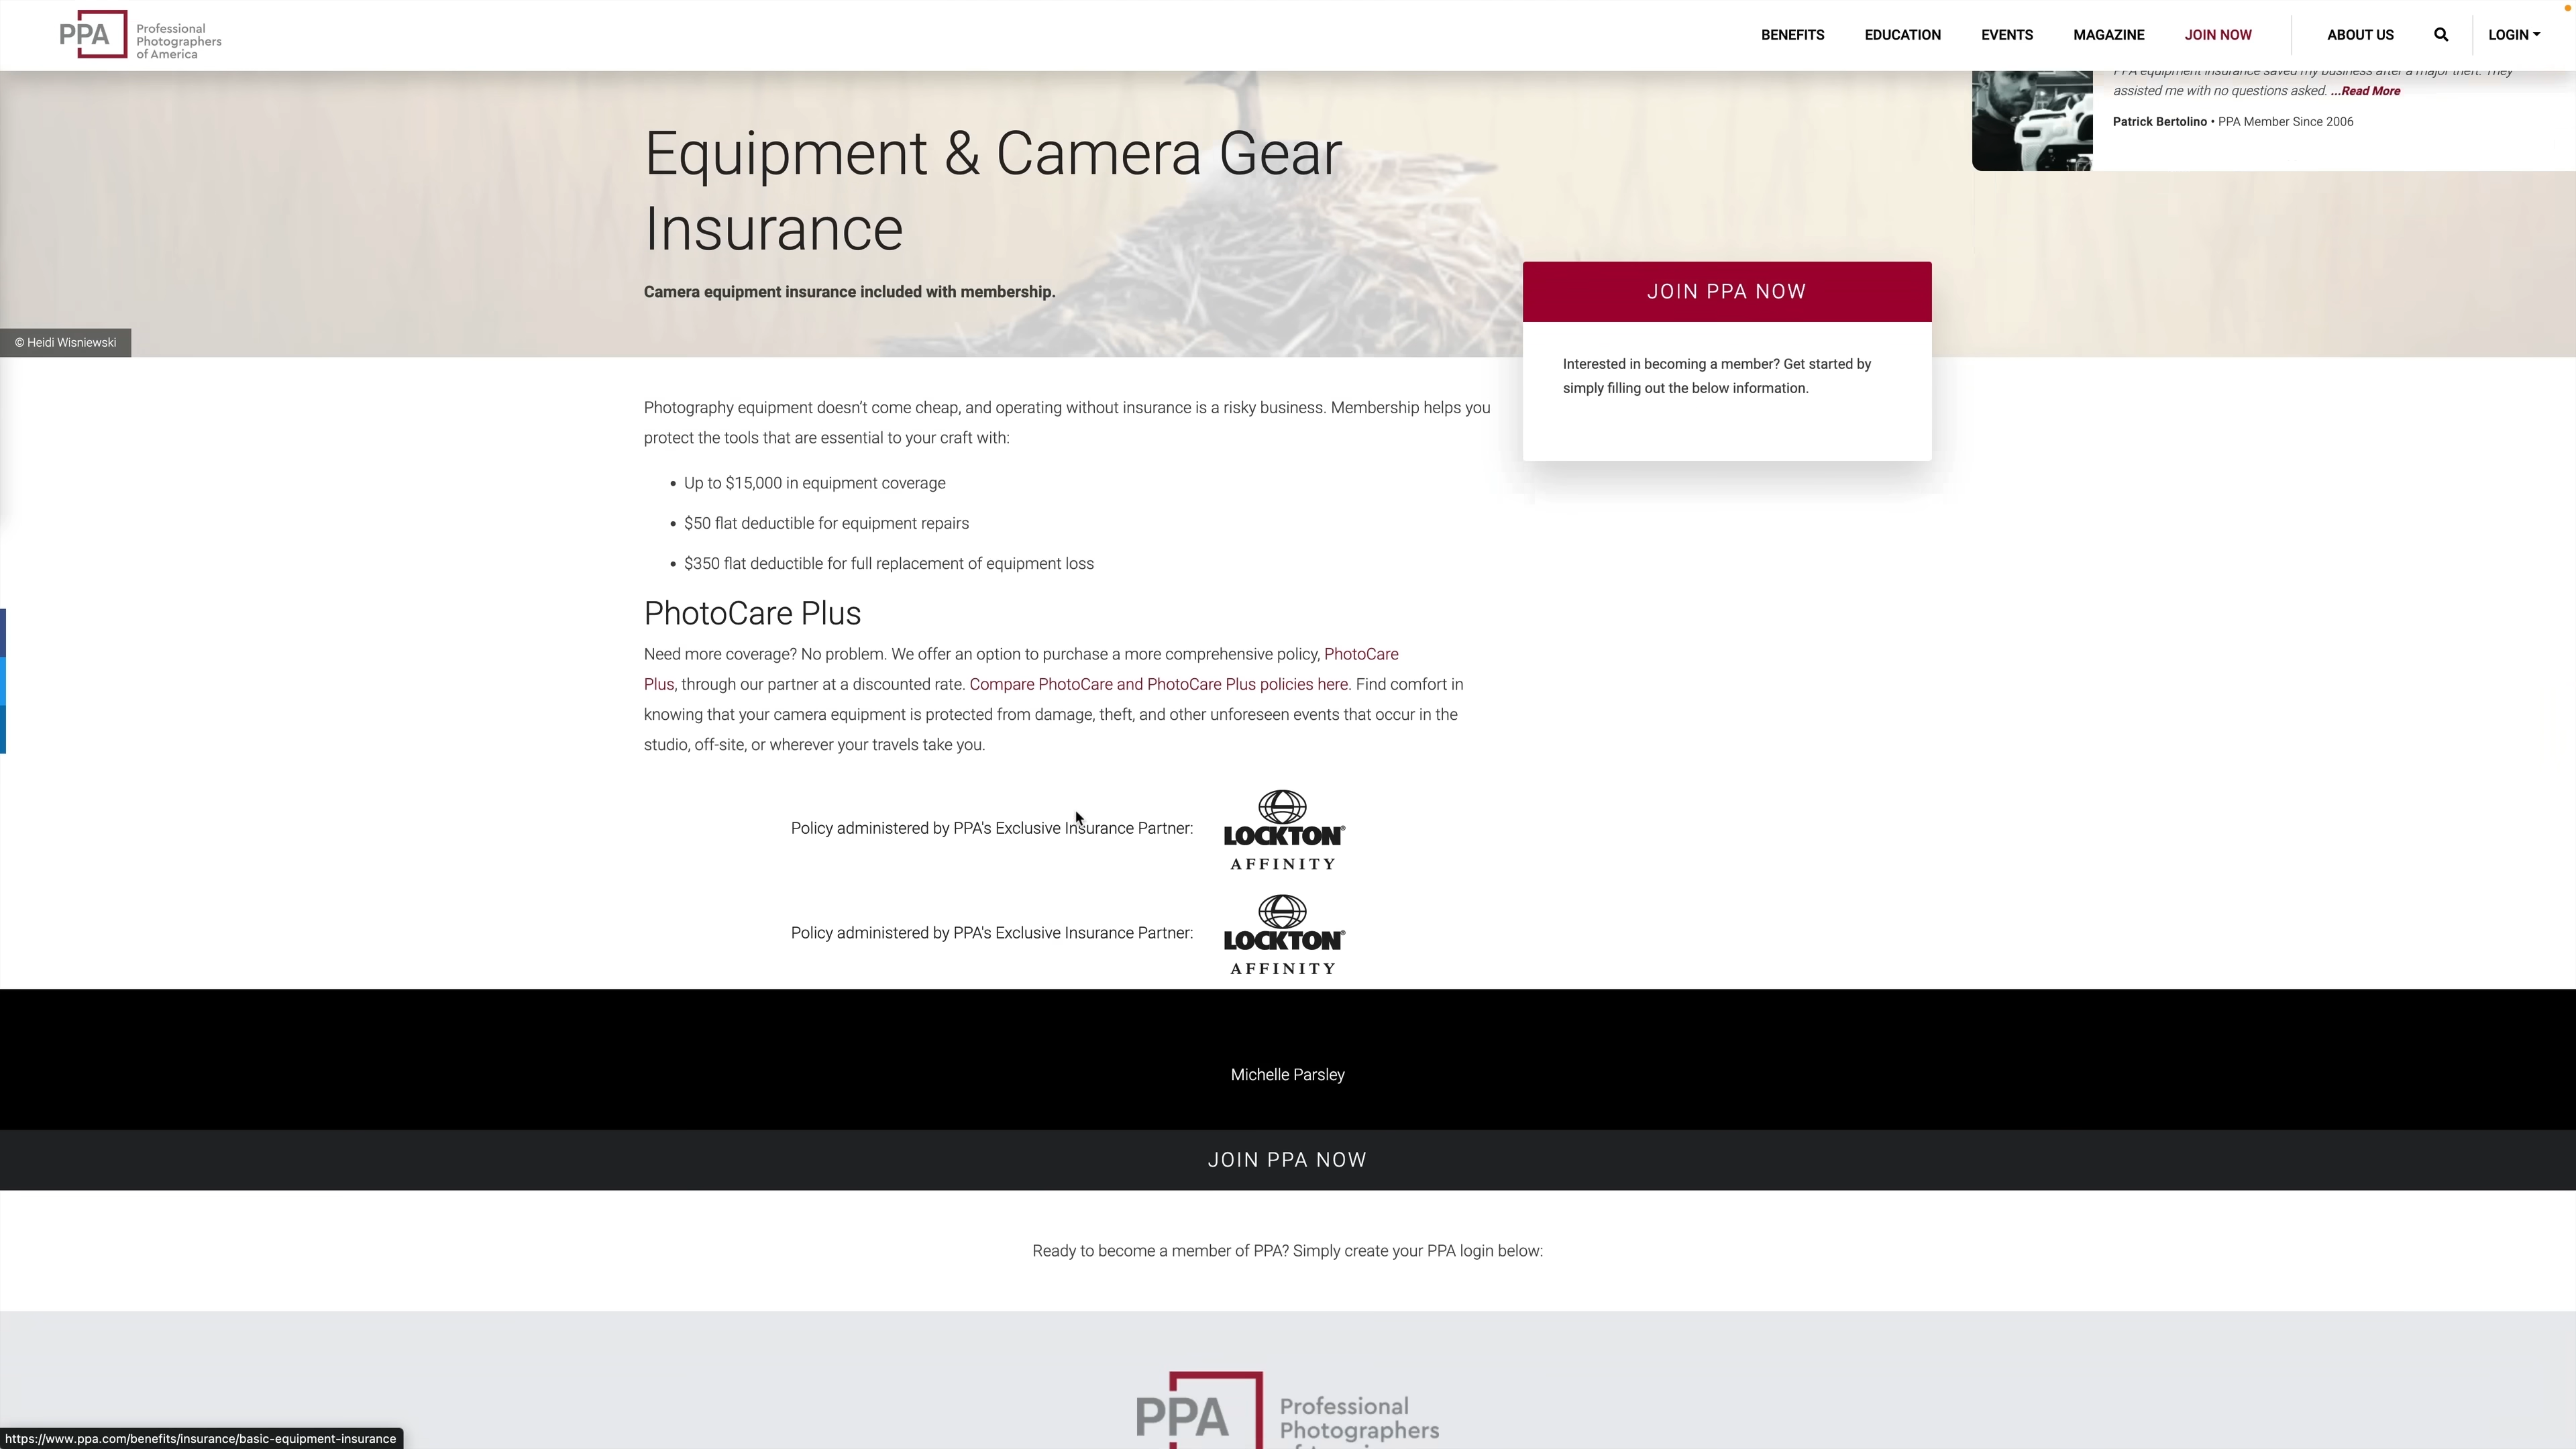 PPA
Professional
Photographers
of America
BENEFITS
EDUCATION
EVENTS
MAGAZINE
JOIN NOW
ABOUT US
LOGIN
PPA equipment insurance saved my business after a major theft. They
assisted me with no questions asked. ...Read More
Patrick Bertolino • PPA Member Since 2006
Equipment & Camera Gear
Insurance
Camera equipment insurance included with membership.
© Heidi Wisniewski
JOIN PPA NOW
Interested in becoming a member? Get started by
simply filling out the below information.
Photography equipment doesn’t come cheap, and operating without insurance is a risky business. Membership helps you
protect the tools that are essential to your craft with:
• Up to $15,000 in equipment coverage
• $50 flat deductible for equipment repairs
• $350 flat deductible for full replacement of equipment loss
PhotoCare Plus
Need more coverage? No problem. We offer an option to purchase a more comprehensive policy, PhotoCare
Plus, through our partner at a discounted rate. Compare PhotoCare and PhotoCare Plus policies here. Find comfort in
knowing that your camera equipment is protected from damage, theft, and other unforeseen events that occur in the
studio, off-site, or wherever your travels take you.
Policy administered by PPA's Exclusive Insurance Partner:
LOCKTON®
AFFINITY
Policy administered by PPA's Exclusive Insurance Partner:
LOCKTON®
AFFINITY
Michelle Parsley
JOIN PPA NOW
Ready to become a member of PPA? Simply create your PPA login below:
PPA
Professional
Photographers
of America
https://www.ppa.com/benefits/insurance/basic-equipment-insurance